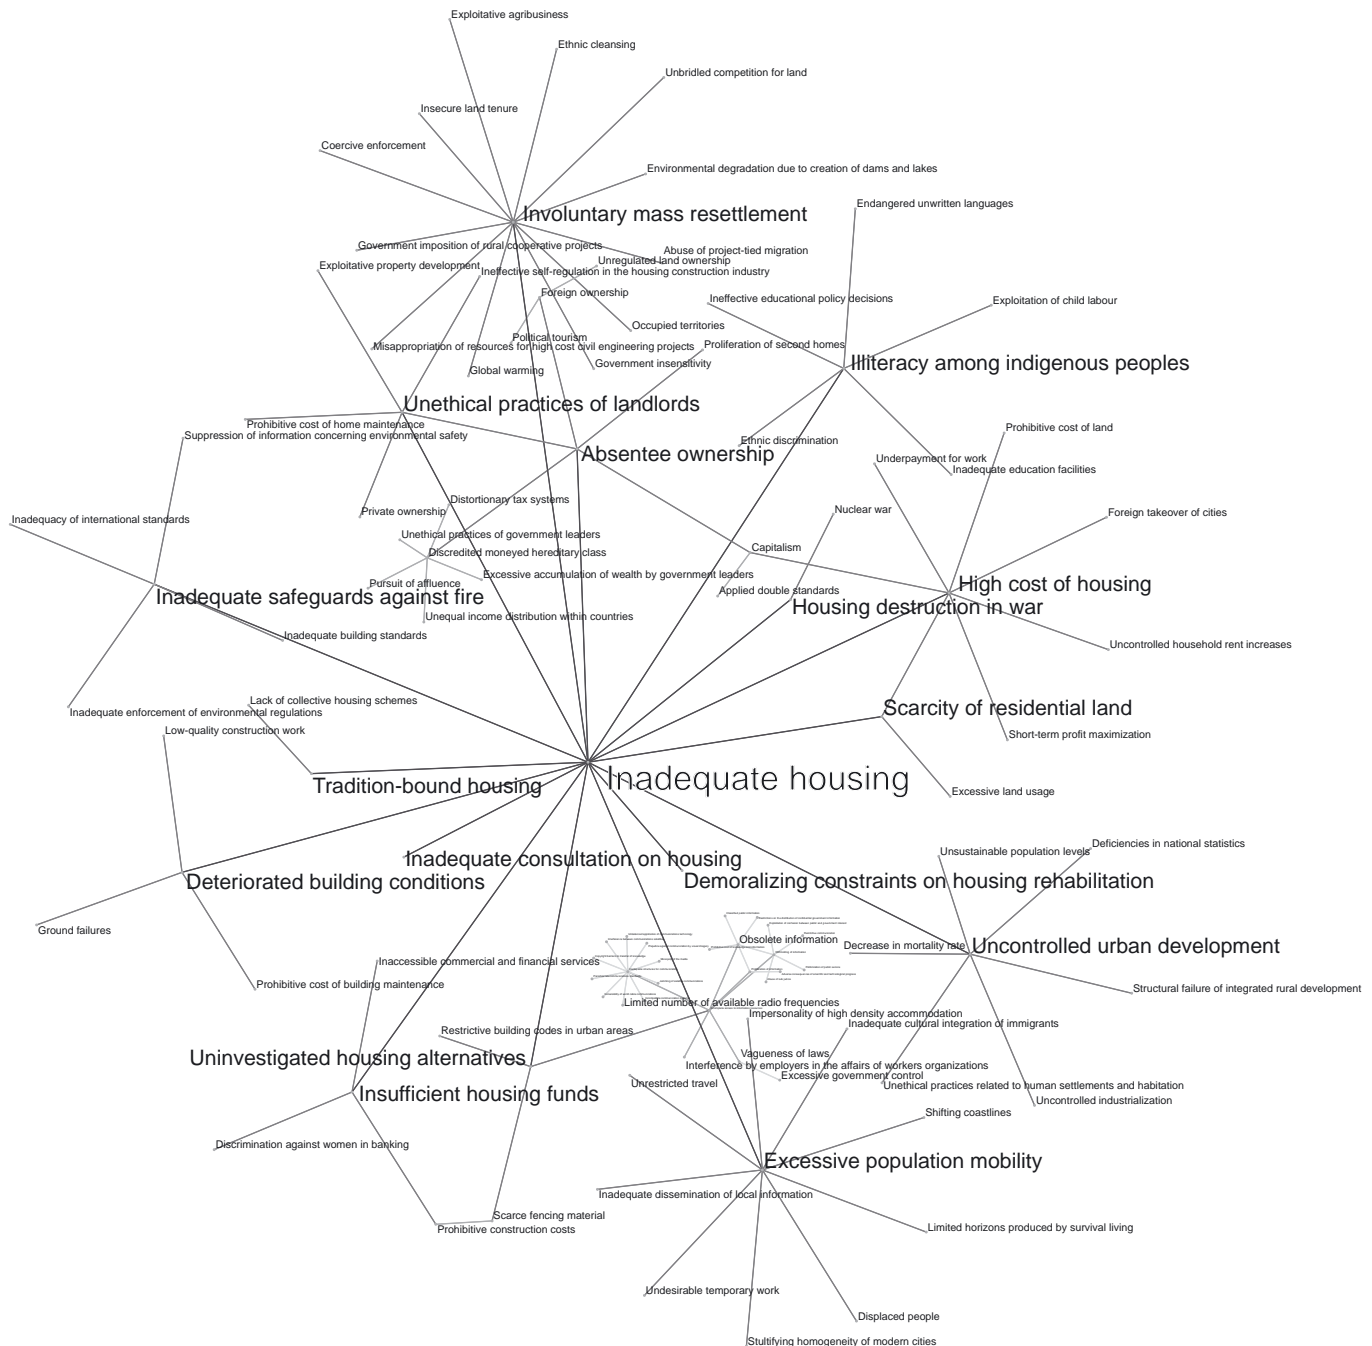 Exploitative agribusiness
Ethnic cleansing
Unbridled competition for land
Insecure land tenure
Coercive enforcement
Environmental degradation due to creation of dams and lakes
Endangered unwritten languages
Involuntary mass resettlement
Government imposition of rural cooperative projects
Abuse of project-tied migration
Unregulated land ownership
Exploitative property development
Ineffective self-regulation in the housing construction industry
Foreign ownership
Ineffective educational policy decisions
Exploitation of child labour
Occupied territories
Political tourism
Misappropriation of resources for high cost civil engineering projects
Proliferation of second homes
Government insensitivity
Illiteracy among indigenous peoples
Global warming
Unethical practices of landlords
Prohibitive cost of home maintenance
Suppression of information concerning environmental safety
Prohibitive cost of land
Ethnic discrimination
Absentee ownership
Underpayment for work
Inadequate education facilities
Distortionary tax systems
Private ownership
Nuclear war
Foreign takeover of cities
Inadequacy of international standards
Unethical practices of government leaders
Capitalism
Discredited moneyed hereditary class
Excessive accumulation of wealth by government leaders
Pursuit of affluence
High cost of housing
Applied double standards
Inadequate safeguards against fire
Housing destruction in war
Unequal income distribution within countries
Inadequate building standards
Uncontrolled household rent increases
Lack of collective housing schemes
Scarcity of residential land
Inadequate enforcement of environmental regulations
Low-quality construction work
Short-term profit maximization
Inadequate housing
Tradition-bound housing
Excessive land usage
Deficiencies in national statistics
Unsustainable population levels
Inadequate consultation on housing
Deteriorated building conditions
Demoralizing constraints on housing rehabilitation
Ground failures
Obsolete information
Decrease in mortality rate
Uncontrolled urban development
Inaccessible commercial and financial services
Prohibitive cost of building maintenance
Structural failure of integrated rural development
Limited number of available radio frequencies
Impersonality of high density accommodation
Inadequate cultural integration of immigrants
Restrictive building codes in urban areas
Uninvestigated housing alternatives
Vagueness of laws
Interference by employers in the affairs of workers organizations
Excessive government control
Unrestricted travel
Unethical practices related to human settlements and habitation
Insufficient housing funds
Uncontrolled industrialization
Shifting coastlines
Discrimination against women in banking
Excessive population mobility
Inadequate dissemination of local information
Scarce fencing material
Prohibitive construction costs
Limited horizons produced by survival living
Undesirable temporary work
Displaced people
Stultifying homogeneity of modern cities